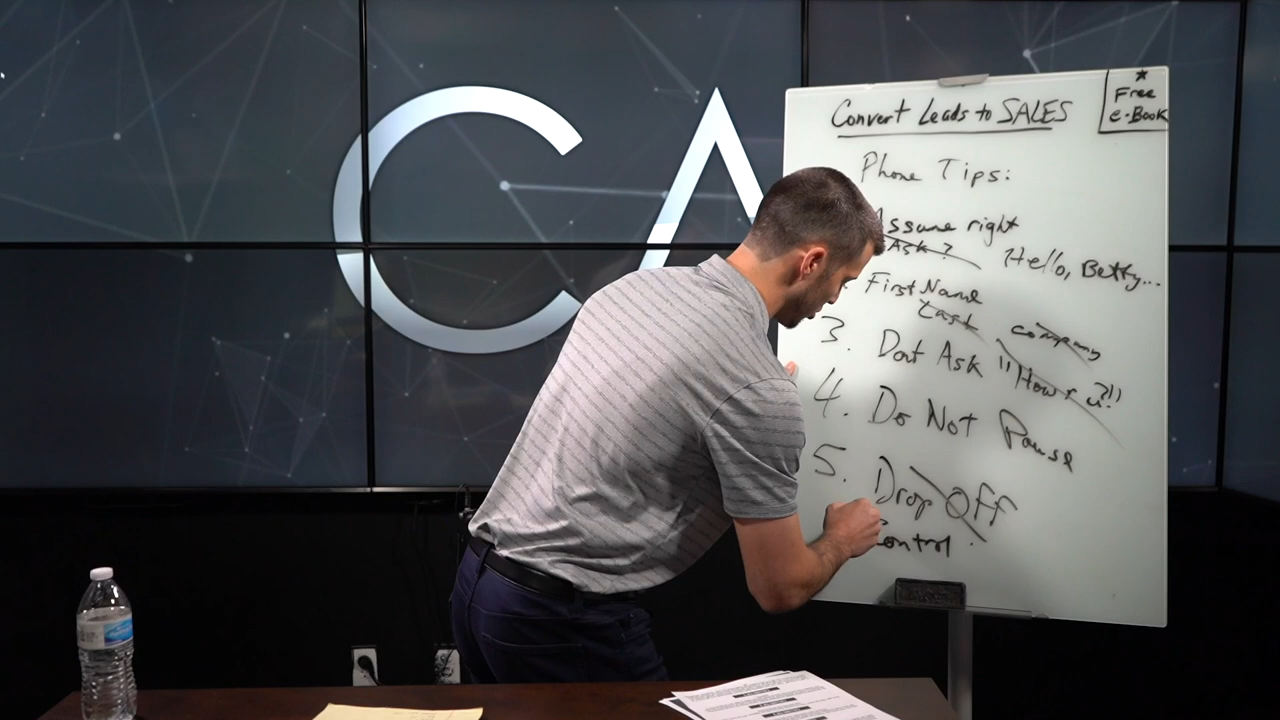 CA
Convert Leads to SALES
Free
e-Book
Phone Tips:
Assume right
Ask?
Hello, Betty...
First Name
Last
company
3. Dont Ask "How r u?!"
4. Do Not Pause
5. Drop Off
Control